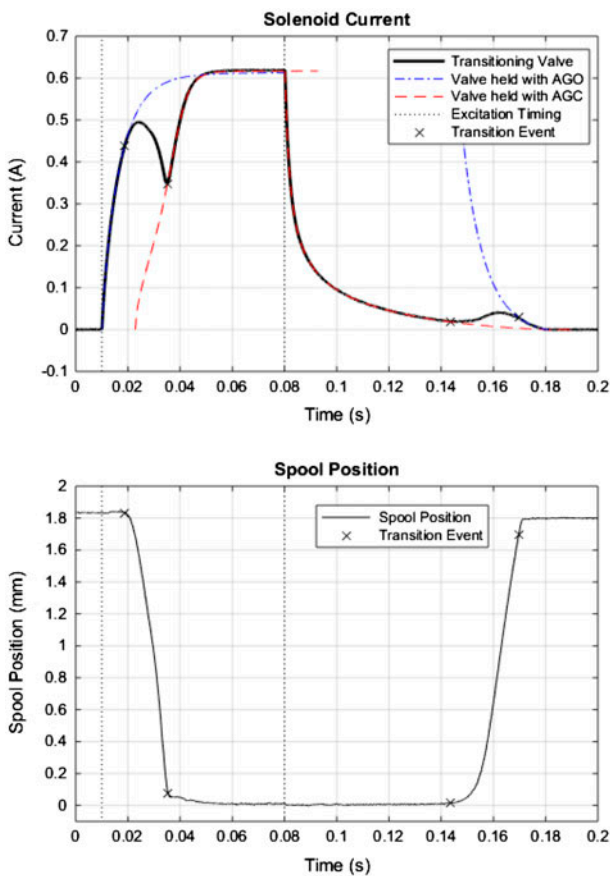 Solenoid Current
0.7
0.6
0.5
0.4
0.3
0.2
0.1
0
-0.1
Current (A)
Transitioning Valve
Valve held with AGO
Valve held with AGC
Excitation Timing
Transition Event
0 0.02 0.04 0.06 0.08 0.1 0.12 0.14 0.16 0.18 0.2
Time (s)
Spool Position
2
1.8
1.6
1.4
1.2
1
0.8
0.6
0.4
0.2
0
Spool Position (mm)
Spool Position
Transition Event
0 0.02 0.04 0.06 0.08 0.1 0.12 0.14 0.16 0.18 0.2
Time (s)